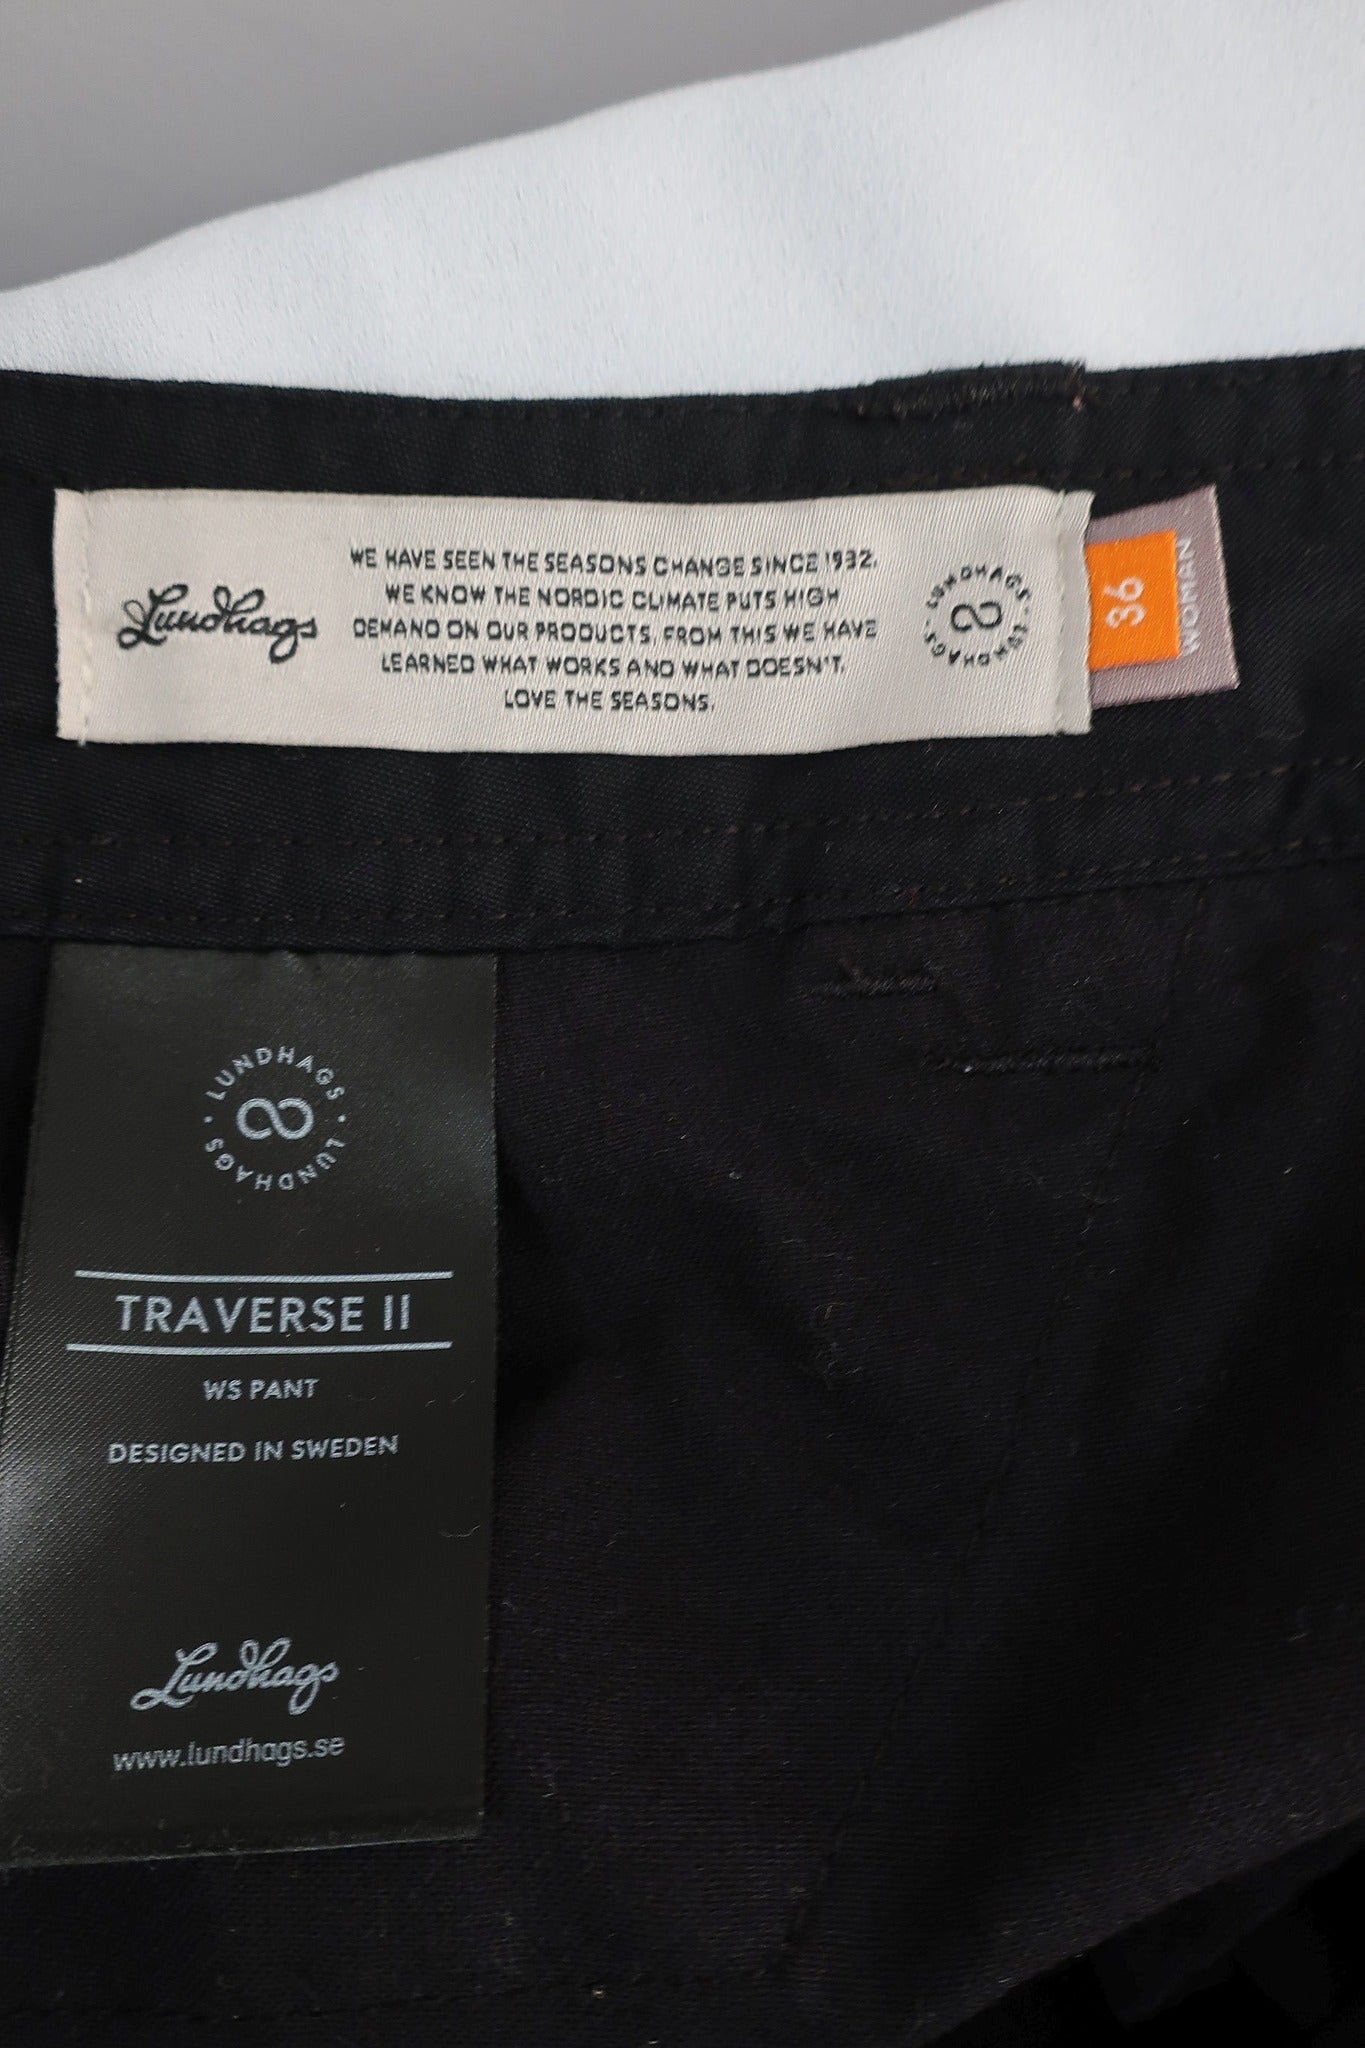 Lundhags
WE HAVE SEEN THE SEASONS CHANGE SINCE 1932.
WE KNOW THE NORDIC CLIMATE PUTS HIGH
DEMAND ON OUR PRODUCTS. FROM THIS WE HAVE
LEARNED WHAT WORKS AND WHAT DOESN'T.
LOVE THE SEASONS.
LUNDHAGS · LUNDHAGS ·
36
WOMAN
LUNDHAGS · LUNDHAGS ·
TRAVERSE II
WS PANT
DESIGNED IN SWEDEN
Lundhags
www.lundhags.se